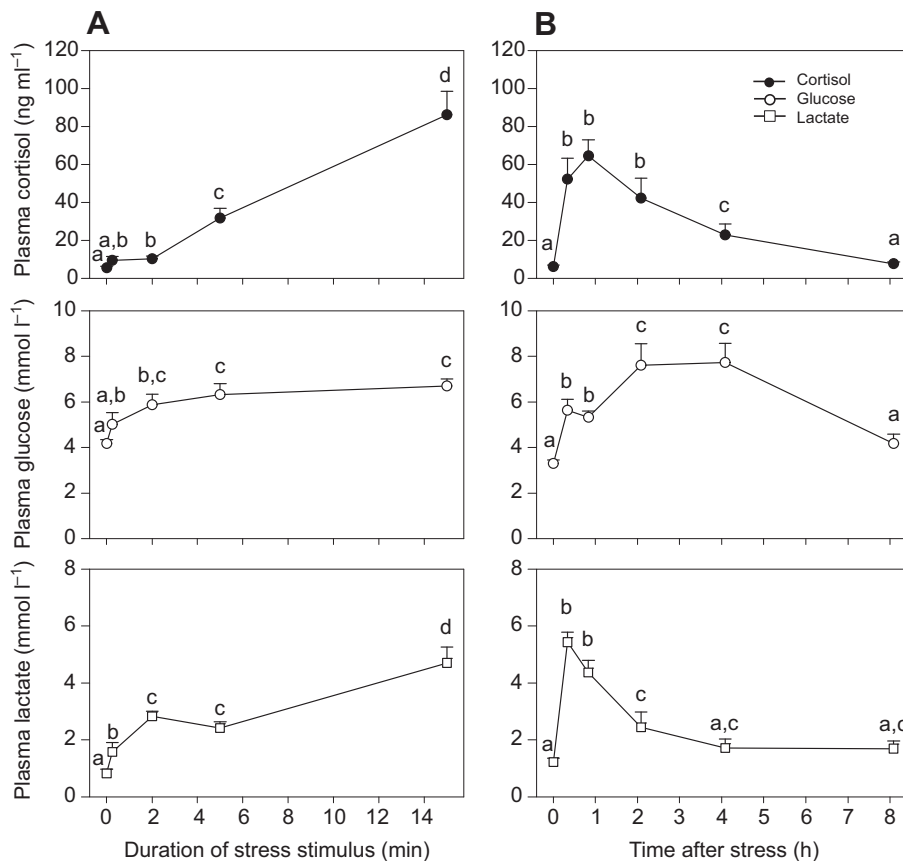 A
B
Plasma cortisol (ng ml⁻¹)
120
100
80
60
40
20
0
a
a,b
b
c
d
a
b
b
b
c
a
Cortisol
Glucose
Lactate
Plasma glucose (mmol l⁻¹)
10
8
6
4
2
0
a
a,b
b,c
c
c
a
b
b
c
c
a
Plasma lactate (mmol l⁻¹)
8
6
4
2
0
a
b
c
c
d
a
b
b
c
a,c
a,c
0 2 4 6 8 10 12 14
Duration of stress stimulus (min)
0 1 2 3 4 5 6 7 8
Time after stress (h)